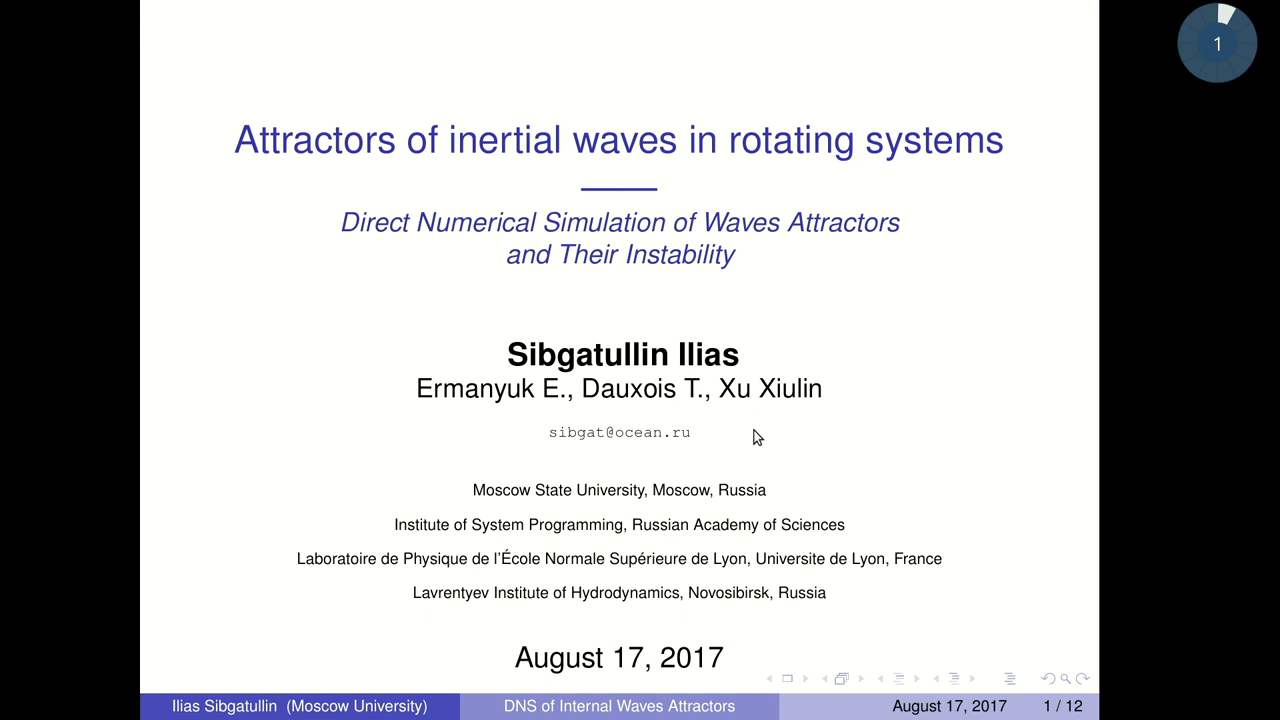 1
Attractors of inertial waves in rotating systems
Direct Numerical Simulation of Waves Attractors
and Their Instability
Sibgatullin Ilias
Ermanyuk E., Dauxois T., Xu Xiulin
sibgat@ocean.ru
Moscow State University, Moscow, Russia
Institute of System Programming, Russian Academy of Sciences
Laboratoire de Physique de l'École Normale Supérieure de Lyon, Universite de Lyon, France
Lavrentyev Institute of Hydrodynamics, Novosibirsk, Russia
August 17, 2017
Ilias Sibgatullin (Moscow University) DNS of Internal Waves Attractors August 17, 2017 1 / 12